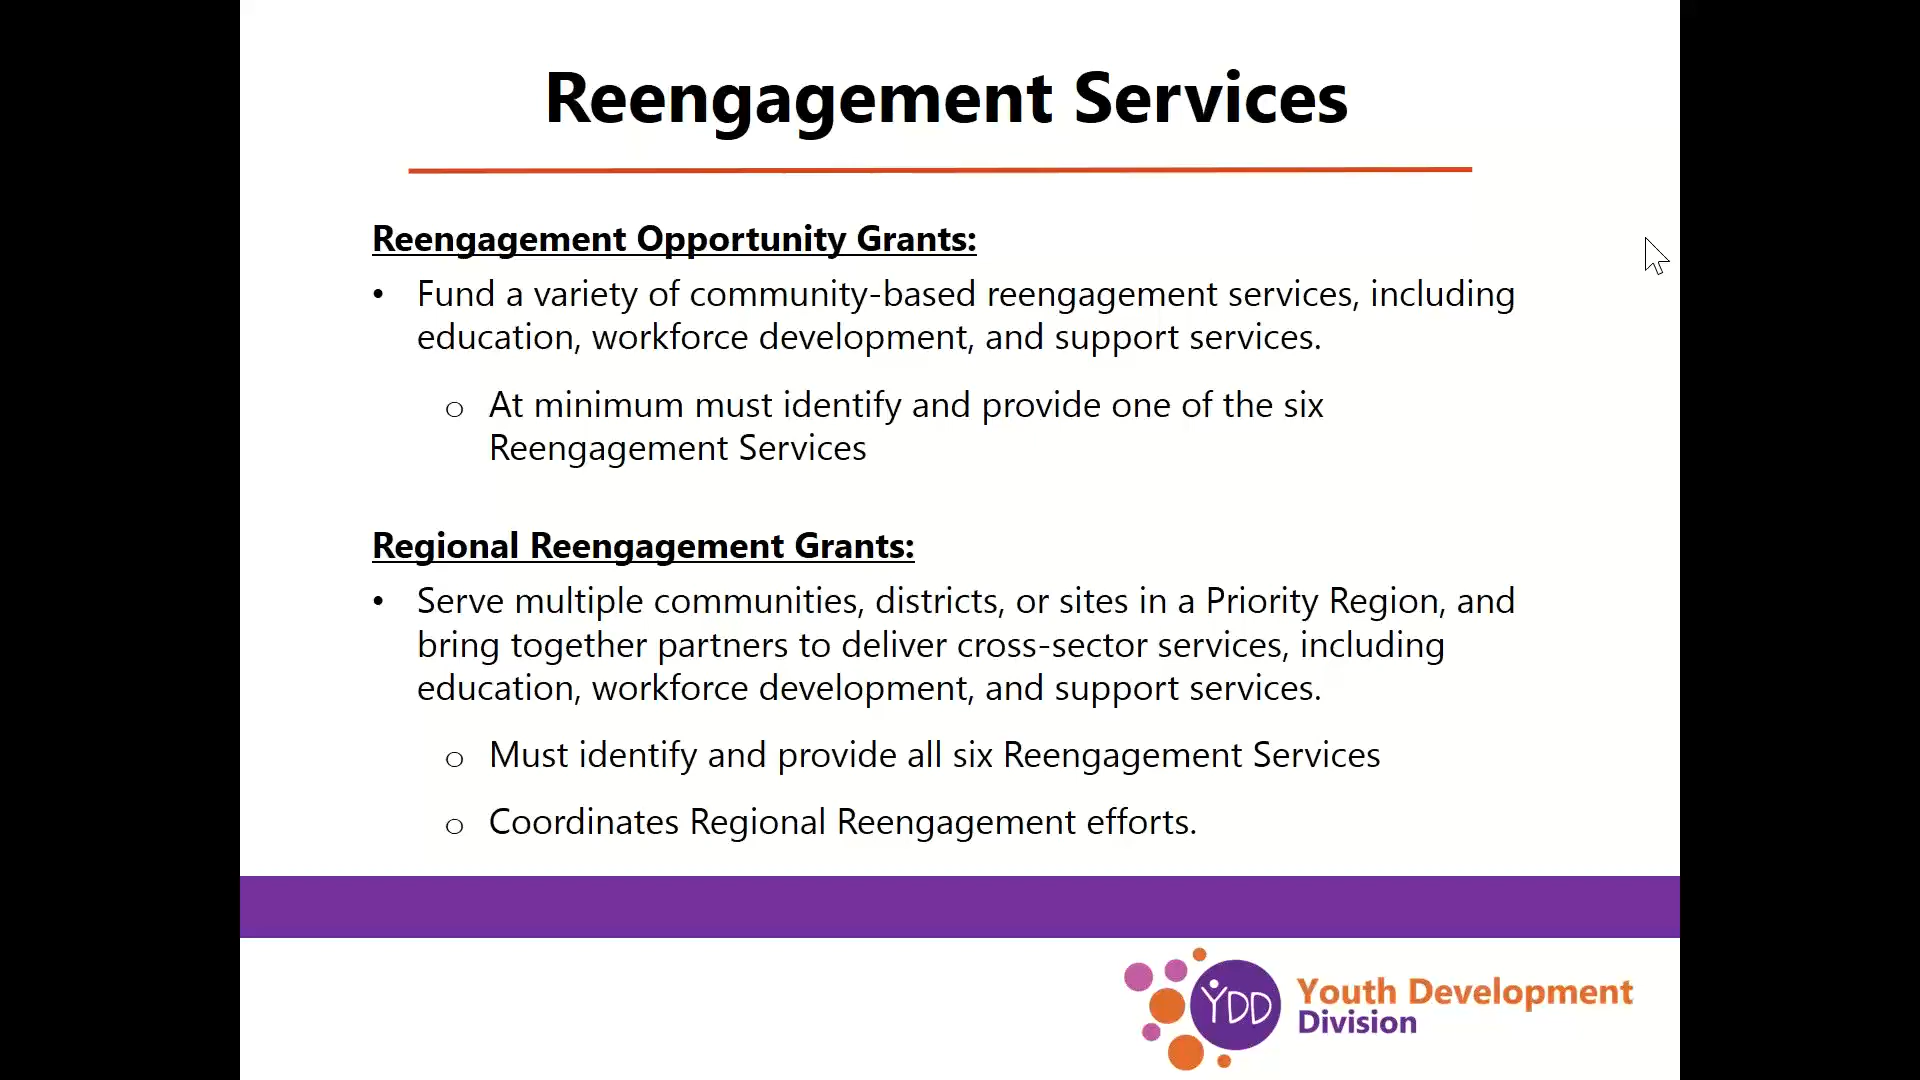 Reengagement Services
Reengagement Opportunity Grants:
• Fund a variety of community-based reengagement services, including
education, workforce development, and support services.
o At minimum must identify and provide one of the six
Reengagement Services
Regional Reengagement Grants:
• Serve multiple communities, districts, or sites in a Priority Region, and
bring together partners to deliver cross-sector services, including
education, workforce development, and support services.
o Must identify and provide all six Reengagement Services
o Coordinates Regional Reengagement efforts.
YDD
Youth Development
Division